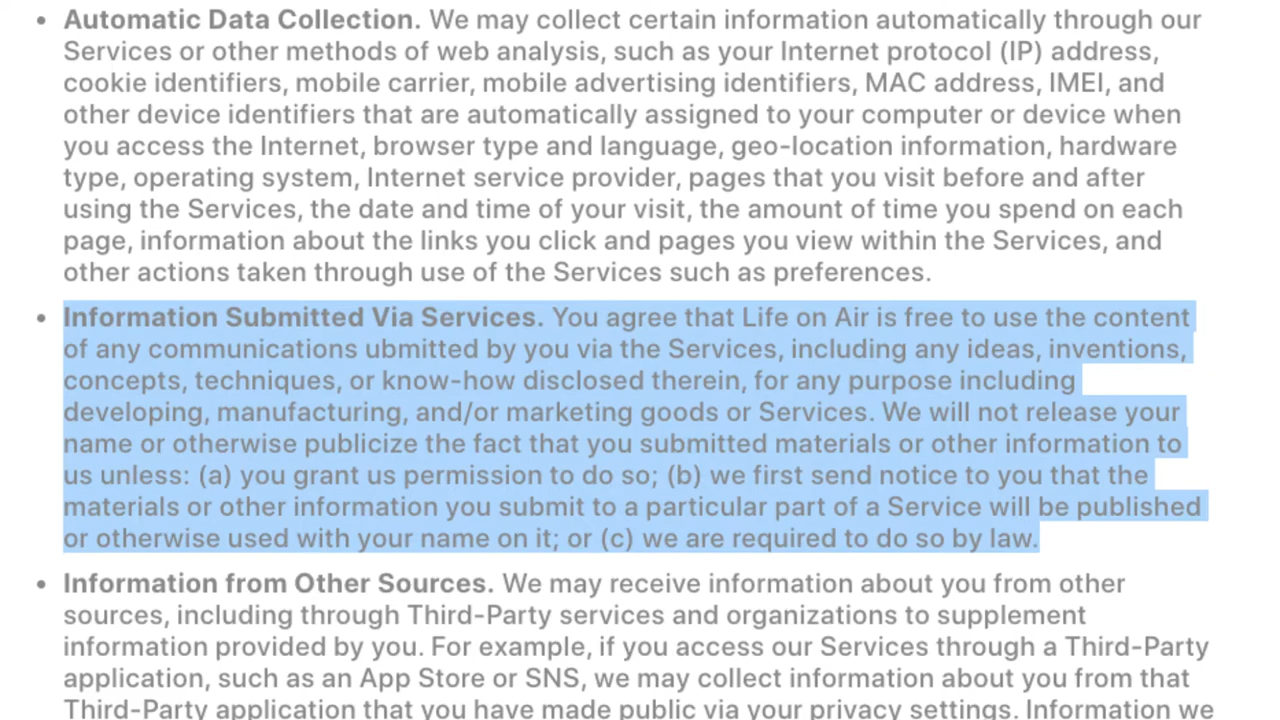 • Automatic Data Collection. We may collect certain information automatically through our
Services or other methods of web analysis, such as your Internet protocol (IP) address,
cookie identifiers, mobile carrier, mobile advertising identifiers, MAC address, IMEI, and
other device identifiers that are automatically assigned to your computer or device when
you access the Internet, browser type and language, geo-location information, hardware
type, operating system, Internet service provider, pages that you visit before and after
using the Services, the date and time of your visit, the amount of time you spend on each
page, information about the links you click and pages you view within the Services, and
other actions taken through use of the Services such as preferences.
• Information Submitted Via Services. You agree that Life on Air is free to use the content
of any communications ubmitted by you via the Services, including any ideas, inventions,
concepts, techniques, or know-how disclosed therein, for any purpose including
developing, manufacturing, and/or marketing goods or Services. We will not release your
name or otherwise publicize the fact that you submitted materials or other information to
us unless: (a) you grant us permission to do so; (b) we first send notice to you that the
materials or other information you submit to a particular part of a Service will be published
or otherwise used with your name on it; or (c) we are required to do so by law.
• Information from Other Sources. We may receive information about you from other
sources, including through Third-Party services and organizations to supplement
information provided by you. For example, if you access our Services through a Third-Party
application, such as an App Store or SNS, we may collect information about you from that
Third-Party application that you have made public via your privacy settings. Information we